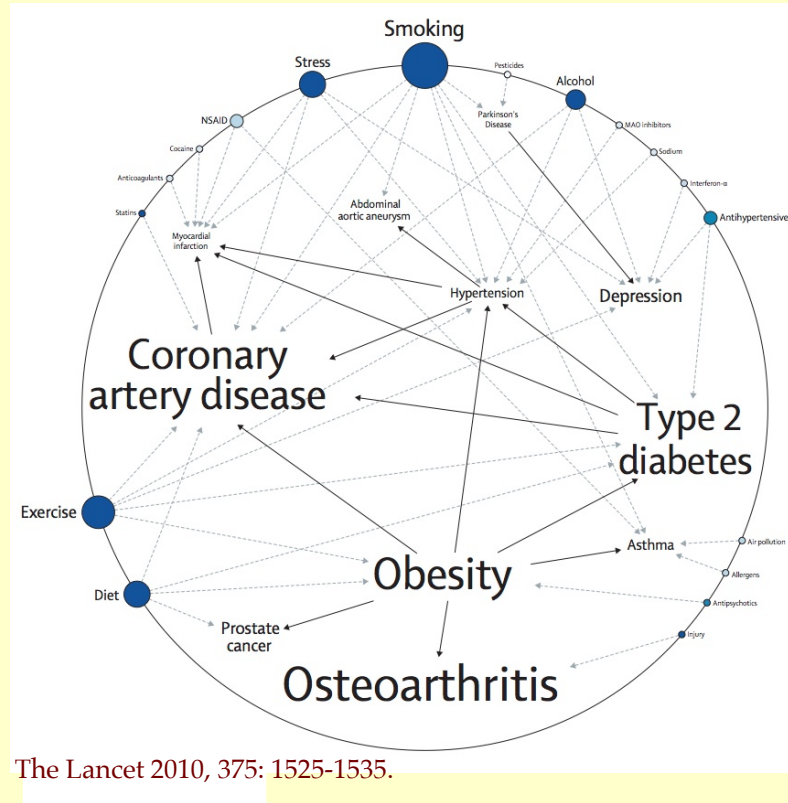 Smoking
Stress
Pesticides
Alcohol
NSAID
Parkinson's
Disease
MAO inhibitors
Cocaine
Sodium
Anticoagulants
Interferon-α
Statins
Abdominal
aortic aneurysm
Antihypertensive
Myocardial
infarction
Hypertension
Depression
Coronary
artery disease
Type 2
diabetes
Exercise
Asthma
Air pollution
Obesity
Allergens
Diet
Antipsychotics
Prostate
cancer
Injury
Osteoarthritis
The Lancet 2010, 375: 1525-1535.